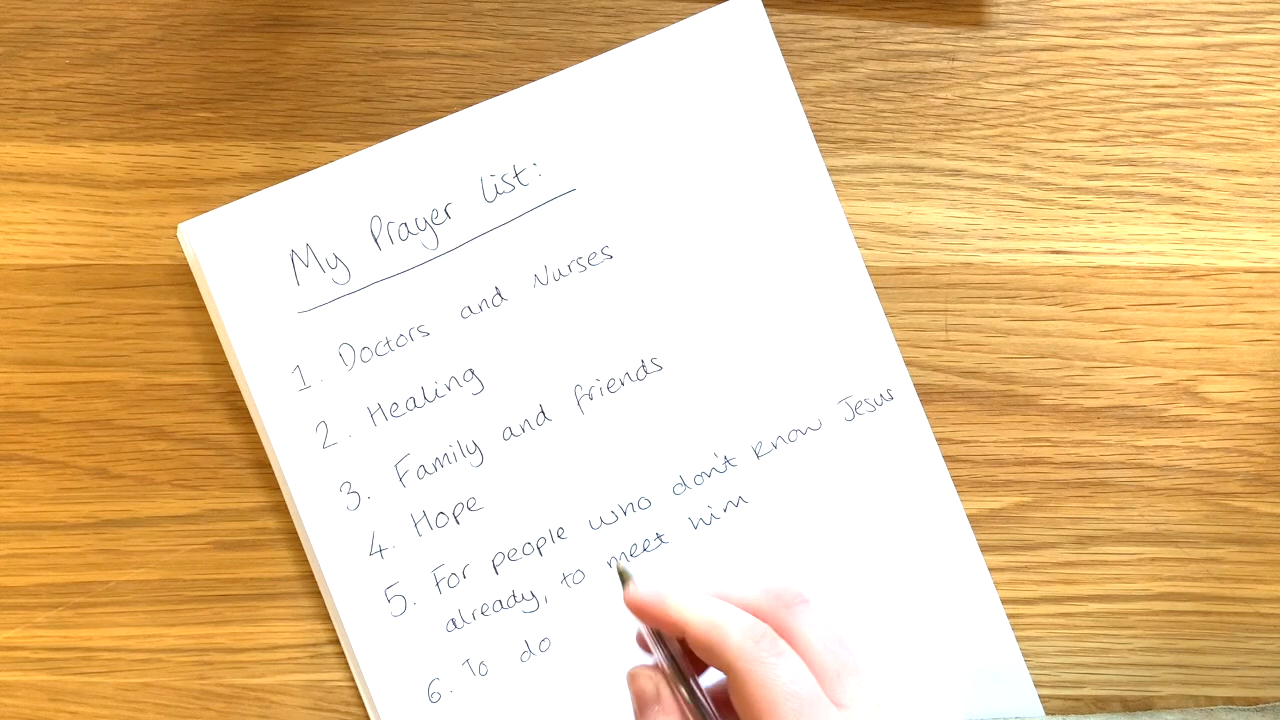 My Prayer List:
1. Doctors and Nurses
2. Healing
3. Family and friends
4. Hope
5. For people who don't know Jesus
already, to meet him
6. To do